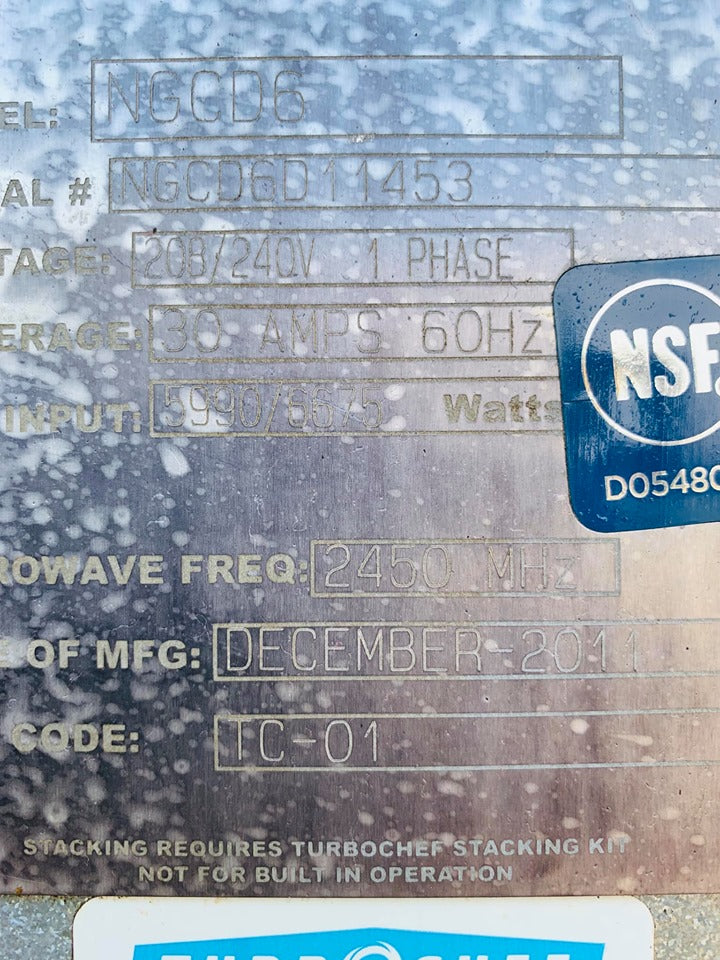 EL: NGCD6
AL # NGCD6D11453
TAGE: 208/240V 1 PHASE
ERAGE: 30 AMPS 60Hz
INPUT: 5990/6675 Watts
NSF.
D05480
ROWAVE FREQ: 2450 MHz
E OF MFG: DECEMBER-2011
CODE: TC-01
STACKING REQUIRES TURBOCHEF STACKING KIT
NOT FOR BUILT IN OPERATION
TURBOCHEF